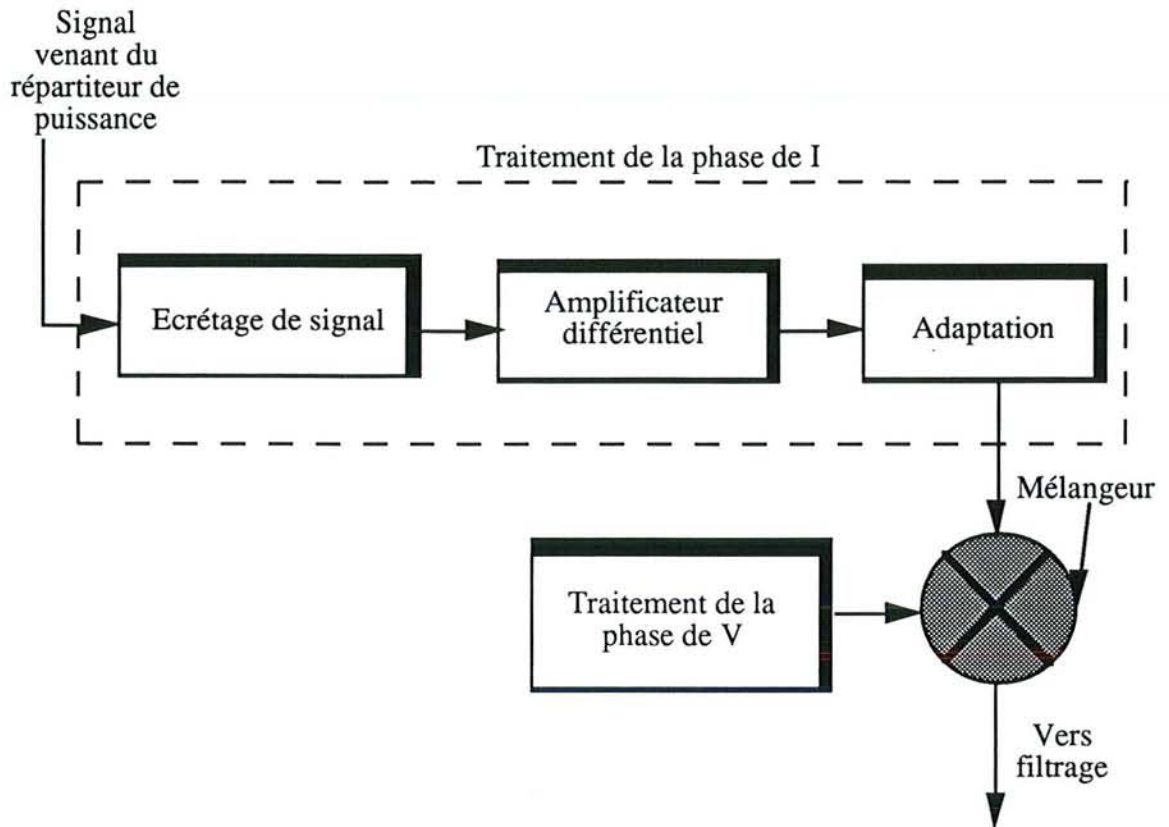 Signal
venant du
répartiteur de
puissance
Traitement de la phase de I
Ecrétage de signal
Amplificateur
différentiel
Adaptation
Mélangeur
Traitement de la
phase de V
Vers
filtrage